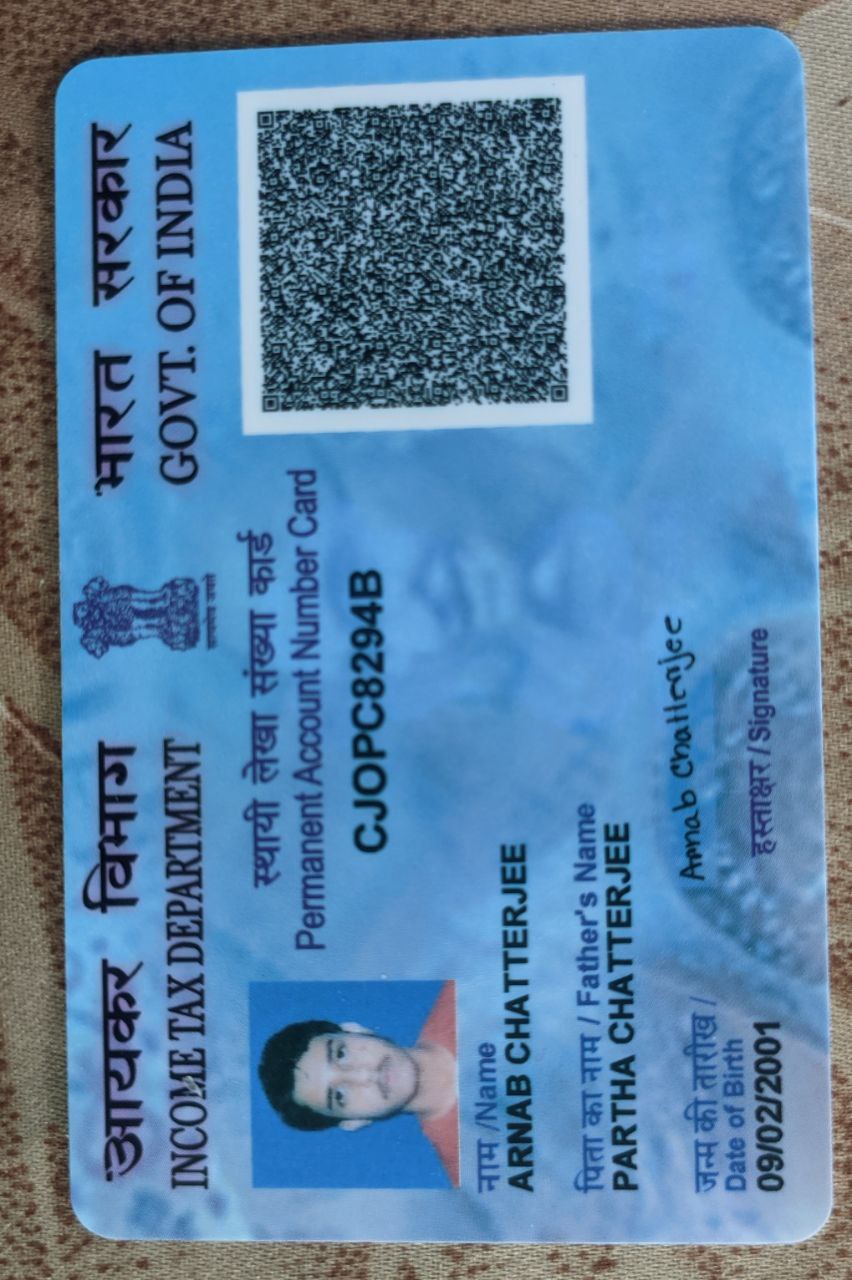 आयकर विभाग
INCOME TAX DEPARTMENT
भारत सरकार
GOVT. OF INDIA
सत्यमेव जयते
स्थायी लेखा संख्या कार्ड
Permanent Account Number Card
CJOPC8294B
नाम /Name
ARNAB CHATTERJEE
पिता का नाम / Father's Name
PARTHA CHATTERJEE
जन्म की तारीख /
Date of Birth
09/02/2001
Arnab Chatterjee
हस्ताक्षर / Signature